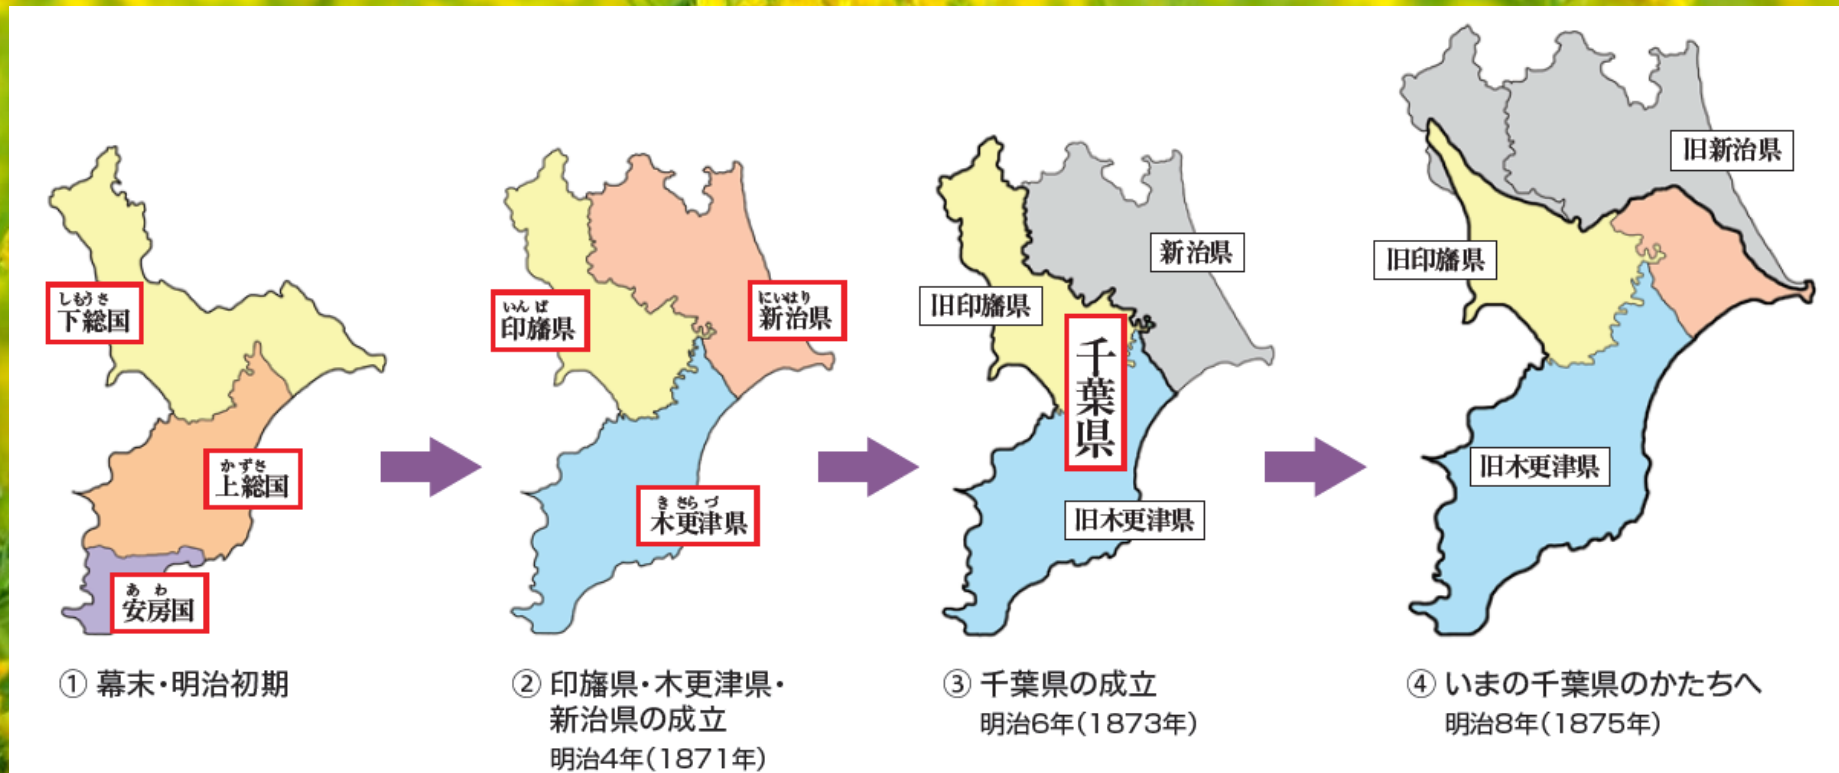 しもうさ
下総国
かずさ
上総国
あわ
安房国
① 幕末・明治初期
いんば
印旛県
にいはり
新治県
きさらづ
木更津県
② 印旛県・木更津県・
新治県の成立
明治4年(1871年)
新治県
旧印旛県
千葉県
旧木更津県
③ 千葉県の成立
明治6年(1873年)
旧新治県
旧印旛県
旧木更津県
④ いまの千葉県のかたちへ
明治8年(1875年)